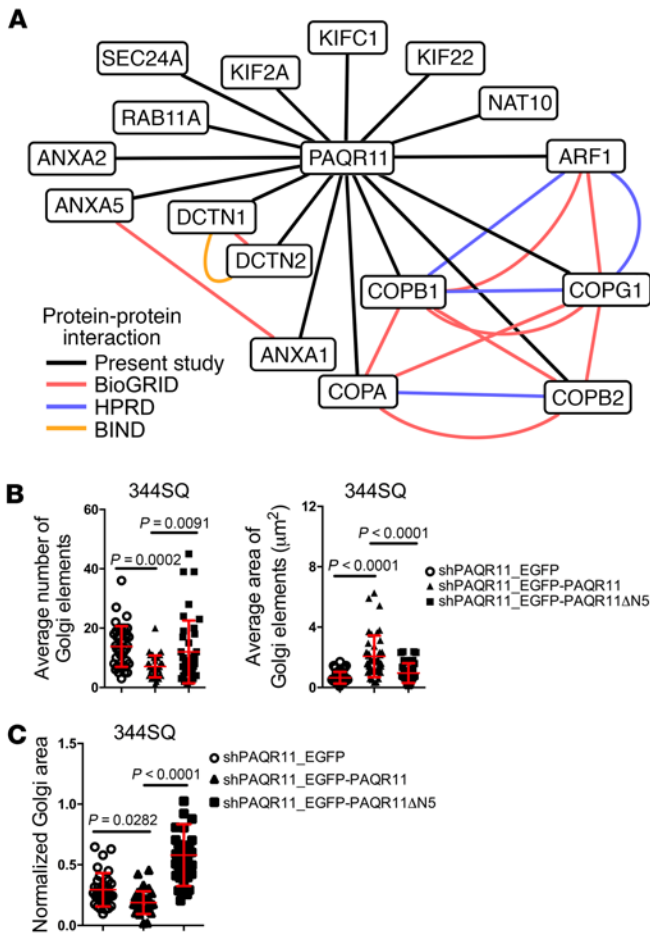 A
KIFC1
SEC24A
KIF2A
KIF22
RAB11A
NAT10
ANXA2
PAQR11
ARF1
ANXA5
DCTN1
DCTN2
COPB1
COPG1
Protein-protein
interaction
Present study
BioGRID
HPRD
BIND
ANXA1
COPA
COPB2
B
344SQ
Average number of
Golgi elements
60
40
20
0
P = 0.0091
P = 0.0002
344SQ
Average area of
Golgi elements (μm²)
12
8
4
0
P < 0.0001
P < 0.0001
shPAQR11_EGFP
shPAQR11_EGFP-PAQR11
shPAQR11_EGFP-PAQR11ΔN5
C
344SQ
Normalized Golgi area
1.5
1.0
0.5
0.0
P < 0.0001
P = 0.0282
shPAQR11_EGFP
shPAQR11_EGFP-PAQR11
shPAQR11_EGFP-PAQR11ΔN5